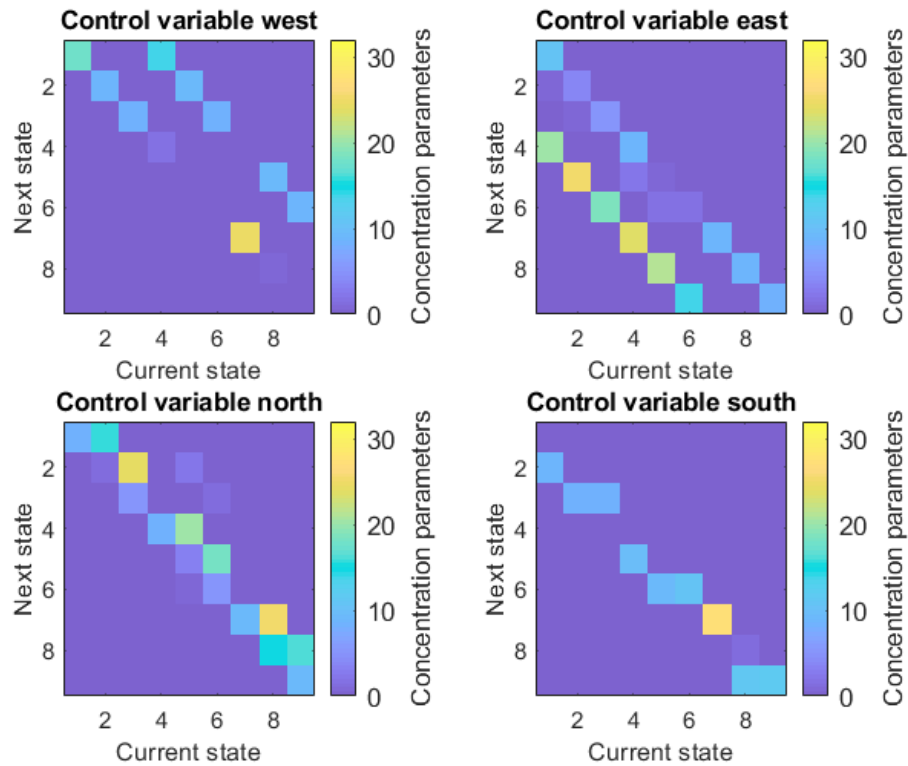 Control variable west
Next state
2
4
6
8
2 4 6 8
Current state
30
20
10
0
Concentration parameters
Control variable east
Next state
2
4
6
8
2 4 6 8
Current state
30
20
10
0
Concentration parameters
Control variable north
Next state
2
4
6
8
2 4 6 8
Current state
30
20
10
0
Concentration parameters
Control variable south
Next state
2
4
6
8
2 4 6 8
Current state
30
20
10
0
Concentration parameters